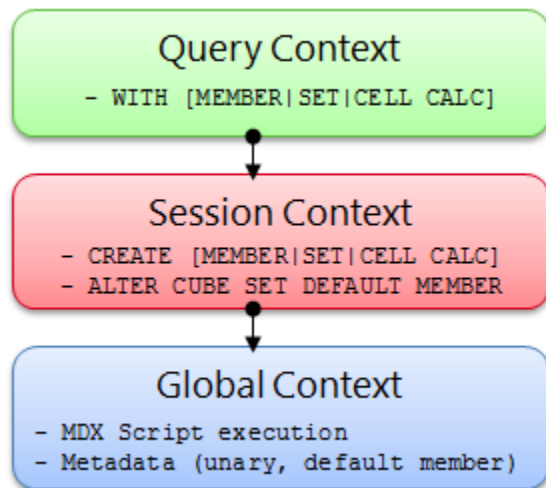 Query Context
- WITH [MEMBER|SET|CELL CALC]
Session Context
- CREATE [MEMBER|SET|CELL CALC]
- ALTER CUBE SET DEFAULT MEMBER
Global Context
- MDX Script execution
- Metadata (unary, default member)